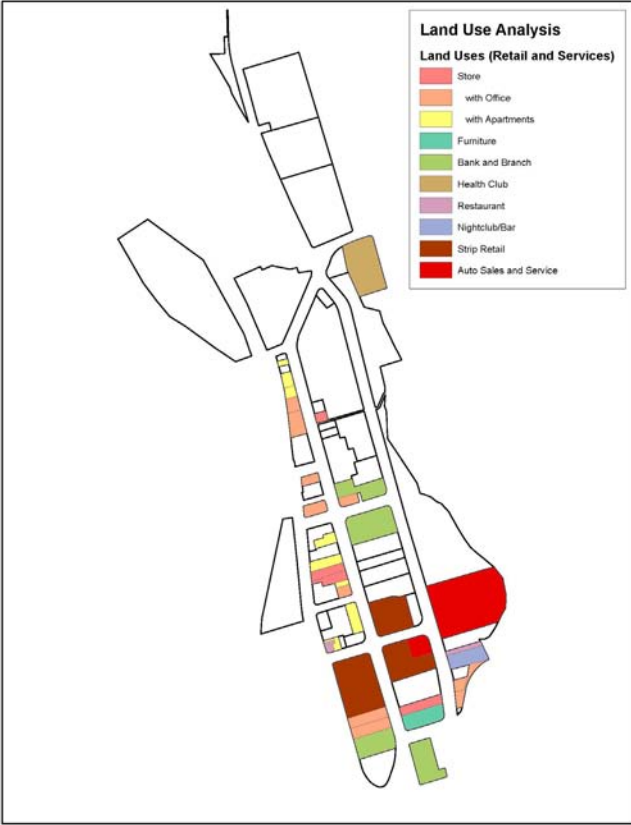 Land Use Analysis
Land Uses (Retail and Services)
Store
with Office
with Apartments
Furniture
Bank and Branch
Health Club
Restaurant
Nightclub/Bar
Strip Retail
Auto Sales and Service